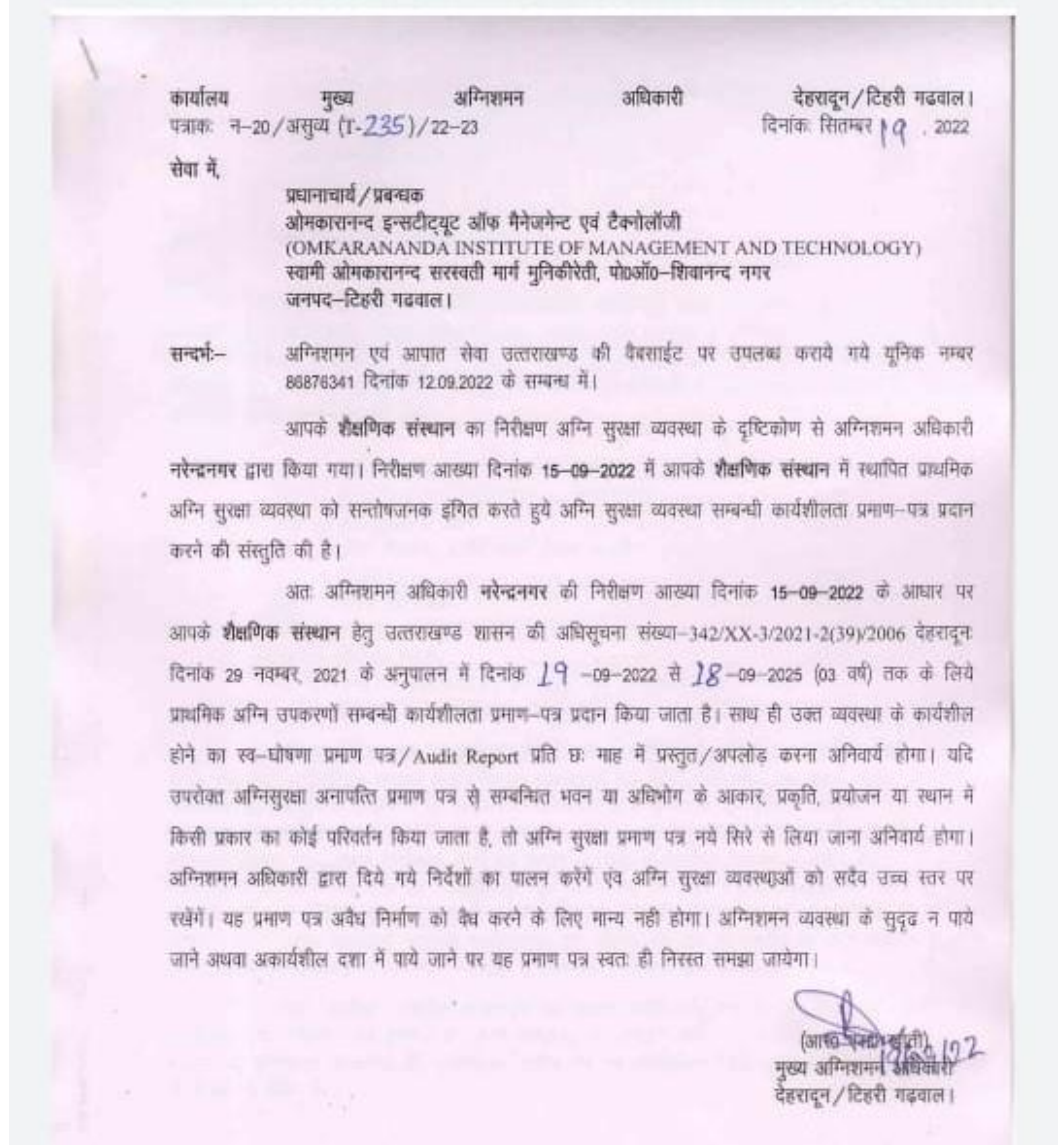 कार्यालय मुख्य अग्निशमन अधिकारी देहरादून/टिहरी गढवाल।
पत्राकः न-20/असुव्य (T-235)/22-23 दिनांकः सितम्बर 19 . 2022
सेवा में,
प्रधानाचार्य/प्रबन्धक
ओमकारानन्द इन्सटीट्यूट ऑफ मैनेजमेन्ट एवं टैक्नोलॉजी
(OMKARANANDA INSTITUTE OF MANAGEMENT AND TECHNOLOGY)
स्वामी ओमकारानन्द सरस्वती मार्ग मुनिकीरेती, पो0ऑ0-शिवानन्द नगर
जनपद-टिहरी गढवाल।
सन्दर्भः- अग्निशमन एवं आपात सेवा उत्तराखण्ड की वैबसाईट पर उपलब्ध कराये गये यूनिक नम्बर
86876341 दिनांक 12.09.2022 के सम्बन्ध में।
आपके शैक्षणिक संस्थान का निरीक्षण अग्नि सुरक्षा व्यवस्था के दृष्टिकोण से अग्निशमन अधिकारी
नरेन्द्रनगर द्वारा किया गया। निरीक्षण आख्या दिनांक 15-09-2022 में आपके शैक्षणिक संस्थान में स्थापित प्राथमिक
अग्नि सुरक्षा व्यवस्था को सन्तोषजनक इंगित करते हुये अग्नि सुरक्षा व्यवस्था सम्बन्धी कार्यशीलता प्रमाण-पत्र प्रदान
करने की संस्तुति की है।
अतः अग्निशमन अधिकारी नरेन्द्रनगर की निरीक्षण आख्या दिनांक 15-09-2022 के आधार पर
आपके शैक्षणिक संस्थान हेतु उत्तराखण्ड शासन की अधिसूचना संख्या-342/XX-3/2021-2(39)/2006 देहरादूनः
दिनांक 29 नवम्बर, 2021 के अनुपालन में दिनांक 19 -09-2022 से 18-09-2025 (03 वर्ष) तक के लिये
प्राथमिक अग्नि उपकरणों सम्बन्धी कार्यशीलता प्रमाण-पत्र प्रदान किया जाता है। साथ ही उक्त व्यवस्था के कार्यशील
होने का स्व-घोषणा प्रमाण पत्र/Audit Report प्रति छः माह में प्रस्तुत/अपलोड़ करना अनिवार्य होगा। यदि
उपरोक्त अग्निसुरक्षा अनापत्ति प्रमाण पत्र से सम्बन्धित भवन या अधिभोग के आकार, प्रकृति, प्रयोजन या स्थान में
किसी प्रकार का कोई परिवर्तन किया जाता है, तो अग्नि सुरक्षा प्रमाण पत्र नये सिरे से लिया जाना अनिवार्य होगा।
अग्निशमन अधिकारी द्वारा दिये गये निर्देशों का पालन करेंगें एंव अग्नि सुरक्षा व्यवस्थाओं को सदैव उच्च स्तर पर
रखेंगें। यह प्रमाण पत्र अवैध निर्माण को वैध करने के लिए मान्य नही होगा। अग्निशमन व्यवस्था के सुदृढ न पाये
जाने अथवा अकार्यशील दशा में पाये जाने पर यह प्रमाण पत्र स्वतः ही निरस्त समझा जायेगा।
मुख्य अग्निशमन अधिकारी
देहरादून/टिहरी गढ़वाल।